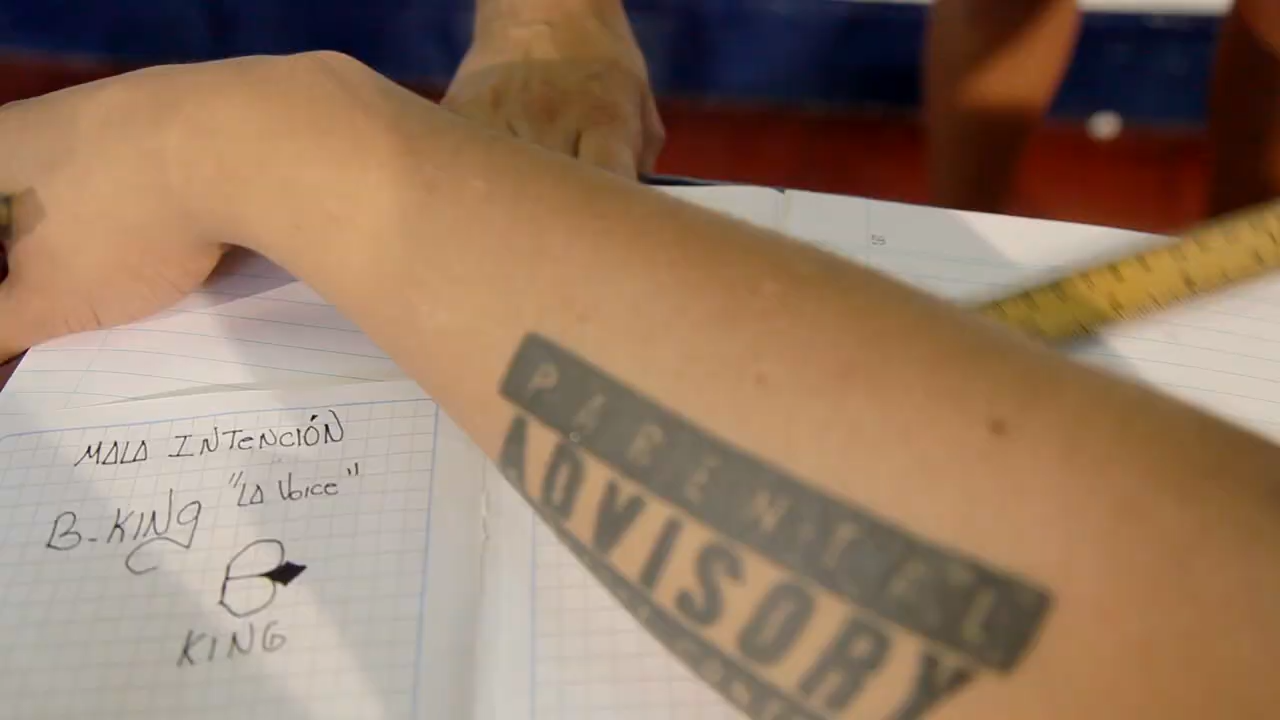 MALA INTENCIÓN
"LA VOICE"
B-KING
B
KING
PARENTAL
ADVISORY